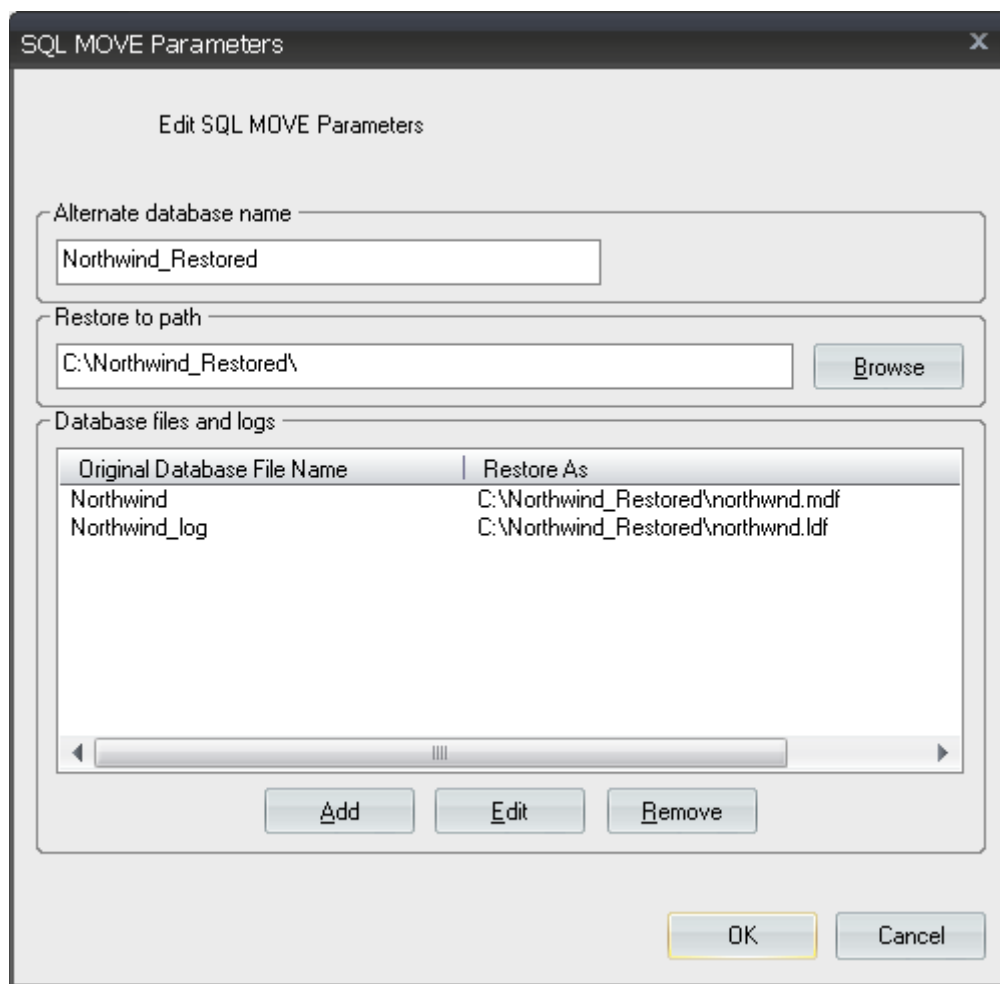 SQL MOVE Parameters x
Edit SQL MOVE Parameters
Alternate database name
Northwind_Restored
Restore to path
C:\Northwind_Restored\
Browse
Database files and logs
Original Database File Name Restore As
Northwind C:\Northwind_Restored\northwnd.mdf
Northwind_log C:\Northwind_Restored\northwnd.ldf
Add Edit Remove
OK Cancel